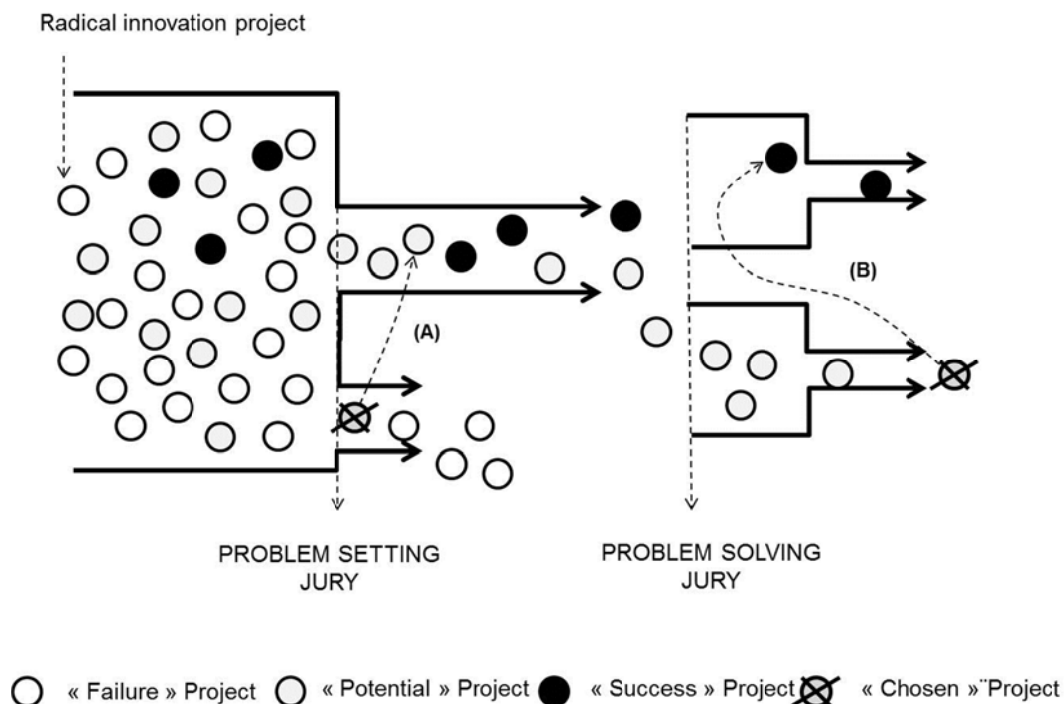 Radical innovation project
(A)
(B)
PROBLEM SETTING
JURY
PROBLEM SOLVING
JURY
« Failure » Project
« Potential » Project
« Success » Project
« Chosen »¨Project